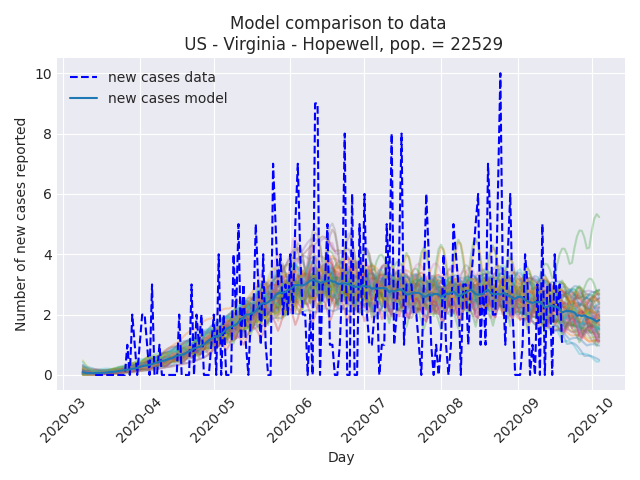 Model comparison to data
US - Virginia - Hopewell, pop. = 22529
new cases data
new cases model
Number of new cases reported
10
8
6
4
2
0
2020-03
2020-04
2020-05
2020-06
2020-07
2020-08
2020-09
2020-10
Day